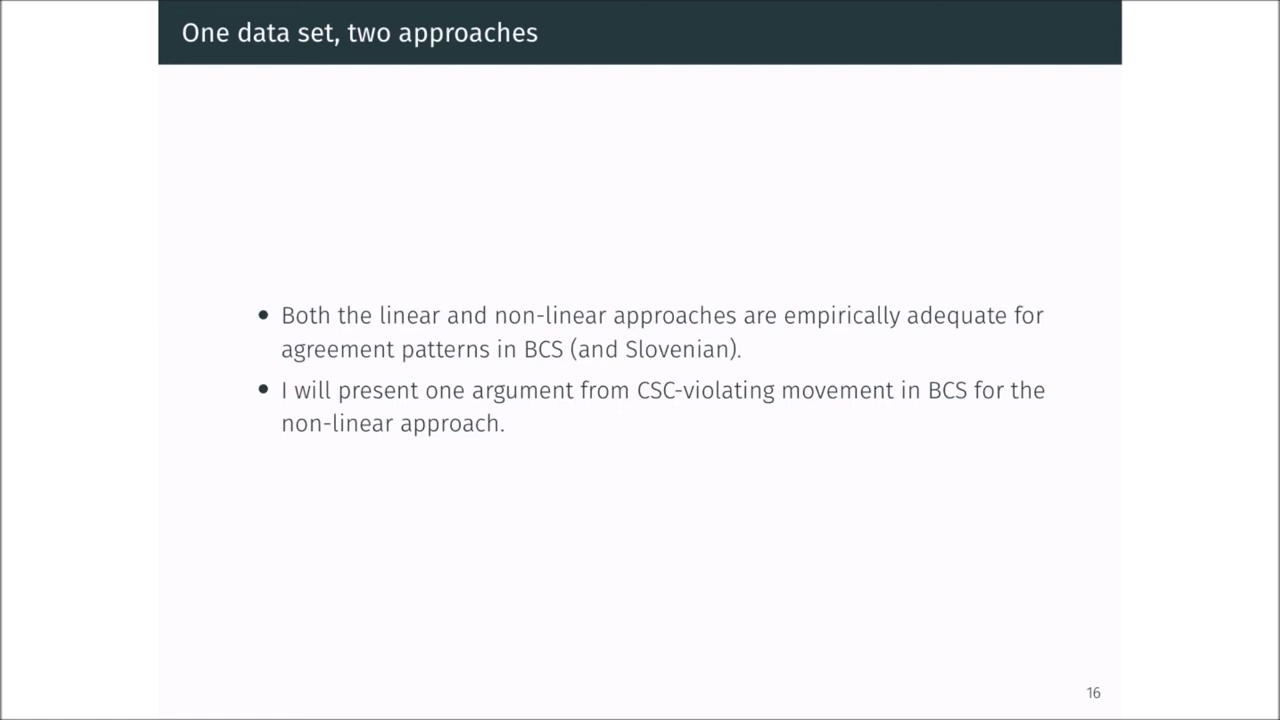 One data set, two approaches
• Both the linear and non-linear approaches are empirically adequate for
agreement patterns in BCS (and Slovenian).
• I will present one argument from CSC-violating movement in BCS for the
non-linear approach.
16